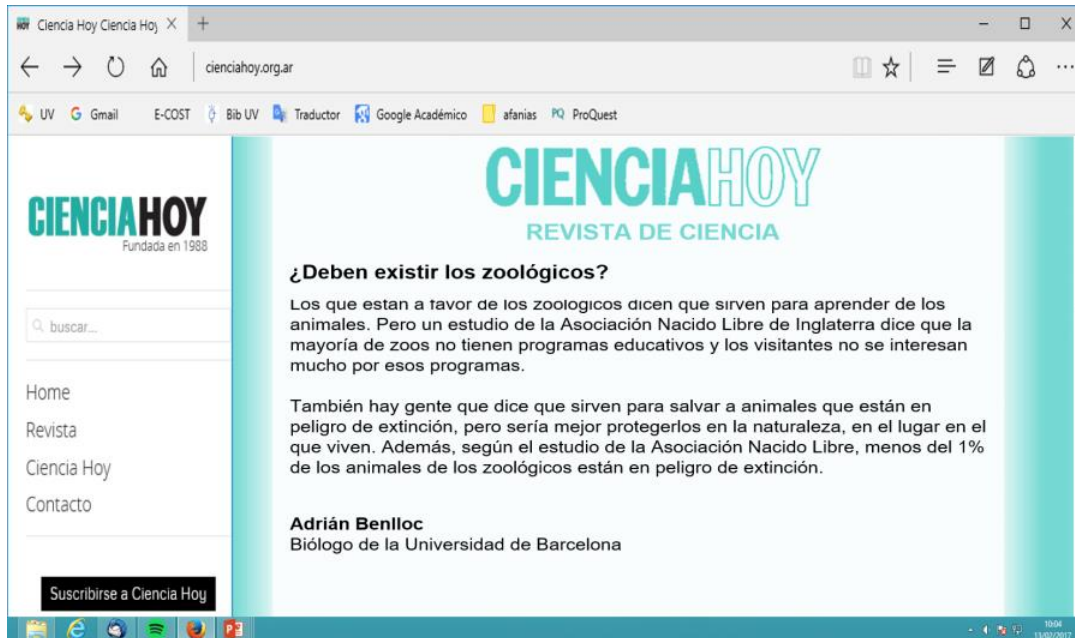 Ciencia Hoy Ciencia Hoy
cienciahoy.org.ar
UV Gmail E-COST Bib UV Traductor Google Académico afanias PQ ProQuest
CIENCIAHOY
Fundada en 1988
buscar...
Home
Revista
Ciencia Hoy
Contacto
Suscribirse a Ciencia Hoy
CIENCIAHOY
REVISTA DE CIENCIA
¿Deben existir los zoológicos?
Los que están a favor de los zoológicos dicen que sirven para aprender de los
animales. Pero un estudio de la Asociación Nacido Libre de Inglaterra dice que la
mayoría de zoos no tienen programas educativos y los visitantes no se interesan
mucho por esos programas.
También hay gente que dice que sirven para salvar a animales que están en
peligro de extinción, pero sería mejor protegerlos en la naturaleza, en el lugar en el
que viven. Además, según el estudio de la Asociación Nacido Libre, menos del 1%
de los animales de los zoológicos están en peligro de extinción.
Adrián Benlloc
Biólogo de la Universidad de Barcelona
10:04